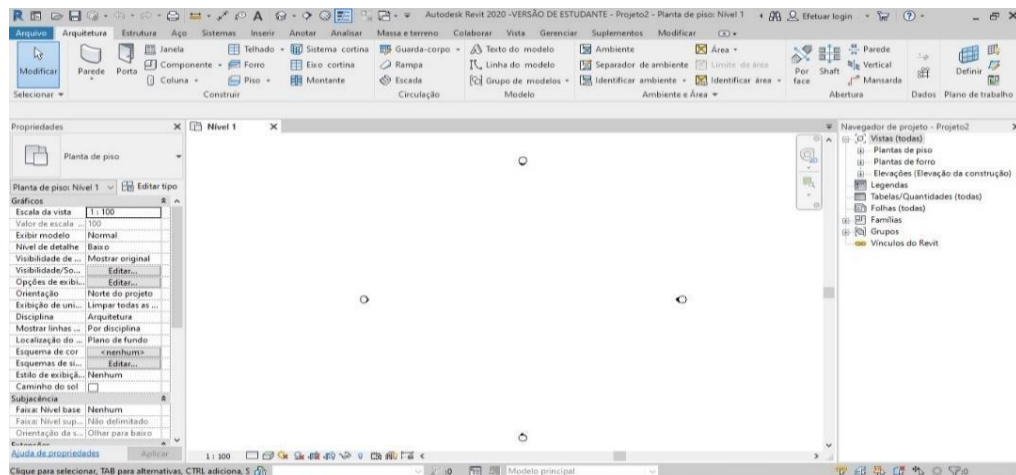 Autodesk Revit 2020 -VERSÃO DE ESTUDANTE - Projeto2 - Planta de piso: Nível 1
Efetuar login
Arquivo Arquitetura Estrutura Aço Sistemas Inserir Anotar Analisar Massa e terreno Colaborar Vista Gerenciar Suplementos Modificar
Modificar
Parede
Porta
Janela
Componente
Coluna
Telhado
Forro
Piso
Sistema cortina
Eixo cortina
Montante
Guarda-corpo
Rampa
Escada
Texto do modelo
Linha do modelo
Grupo de modelos
Ambiente
Separador de ambiente
Identificar ambiente
Área
Limite de área
Identificar área
Por face
Shaft
Parede
Vertical
Mansarda
Definir
Selecionar Construir Circulação Modelo Ambiente e Área Abertura Dados Plano de trabalho
Propriedades
Planta de piso
Planta de piso: Nível 1 Editar tipo
Gráficos
Escala da vista 1 : 100
Valor de escala ... 100
Exibir modelo Normal
Nível de detalhe Baixo
Visibilidade de ... Mostrar original
Visibilidade/So... Editar...
Opções de exibi... Editar...
Orientação Norte do projeto
Exibição de uni... Limpar todas as ...
Disciplina Arquitetura
Mostrar linhas ... Por disciplina
Localização do ... Plano de fundo
Esquema de cor <nenhum>
Esquemas de si... Editar...
Estilo de exibiçã... Nenhum
Caminho do sol
Subjacência
Faixa: Nível base Nenhum
Faixa: Nível sup... Não delimitado
Orientação da s... Olhar para baixo
Ajuda de propriedades Aplicar
Nível 1
1 : 100
Navegador de projeto - Projeto2
Vistas (todas)
Plantas de piso
Plantas de forro
Elevações (Elevação da construção)
Legendas
Tabelas/Quantidades (todas)
Folhas (todas)
Famílias
Grupos
Vínculos do Revit
Clique para selecionar, TAB para alternativas, CTRL adiciona, S
:0
Modelo principal
:0